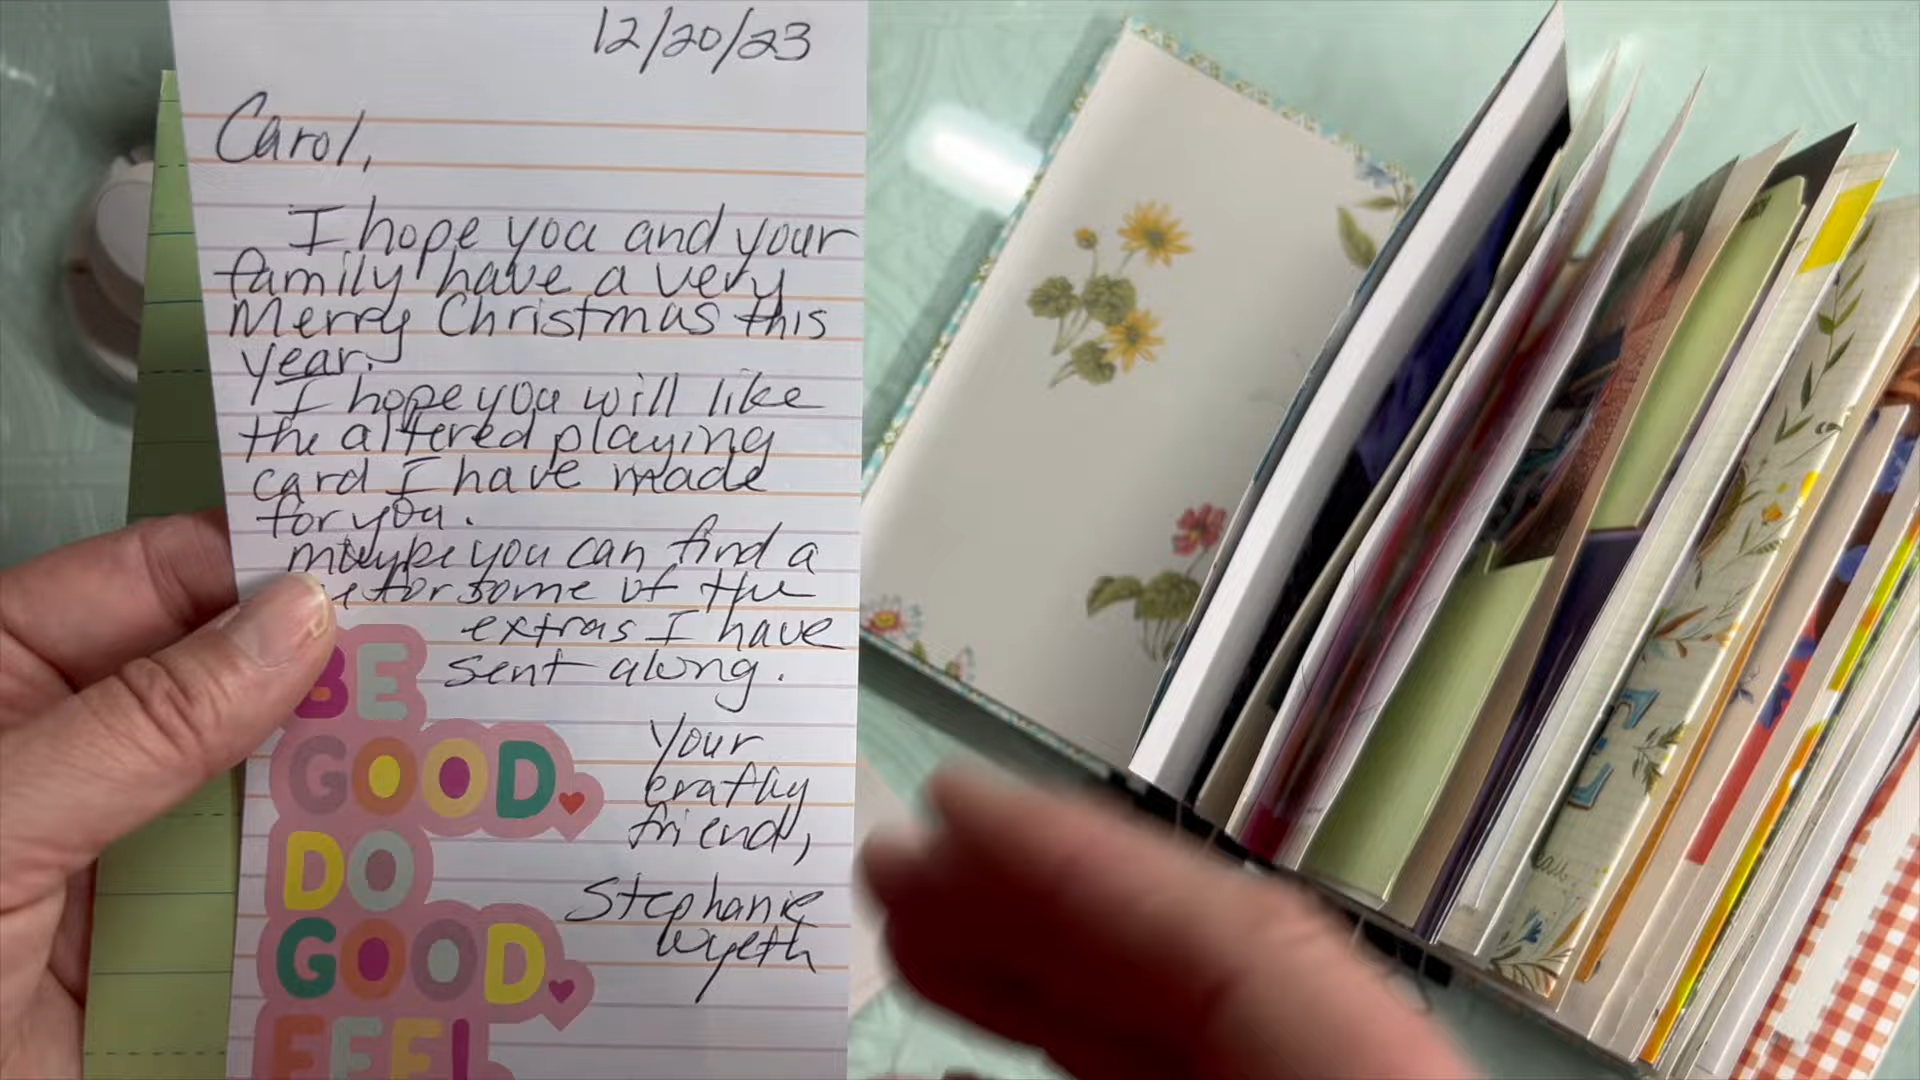 12/20/23
Carol,
I hope you and your
family have a very
Merry Christmas this
year.
I hope you will like
the altered playing
card I have made
for you.
maybe you can find a
for some of the
extras I have
sent along.
Your
crafty
friend,
Stephanie
Wyeth
BE
GOOD
DO
GOOD
FEEL